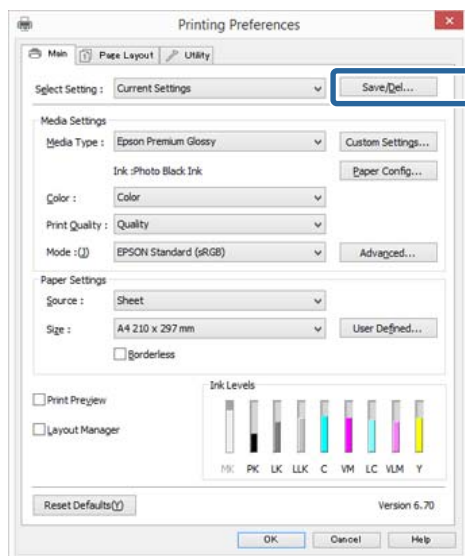 Printing Preferences
Main Page Layout Utility
Select Setting : Current Settings Save/Del...
Media Settings
Media Type : Epson Premium Glossy Custom Settings...
Ink :Photo Black Ink Paper Config...
Color : Color
Print Quality : Quality
Mode :(J) EPSON Standard (sRGB) Advanced...
Paper Settings
Source : Sheet
Size : A4 210 x 297 mm User Defined...
Borderless
Print Preview
Layout Manager
Ink Levels
MK PK LK LLK C VM LC VLM Y
Reset Defaults(Y) Version 6.70
OK Cancel Help